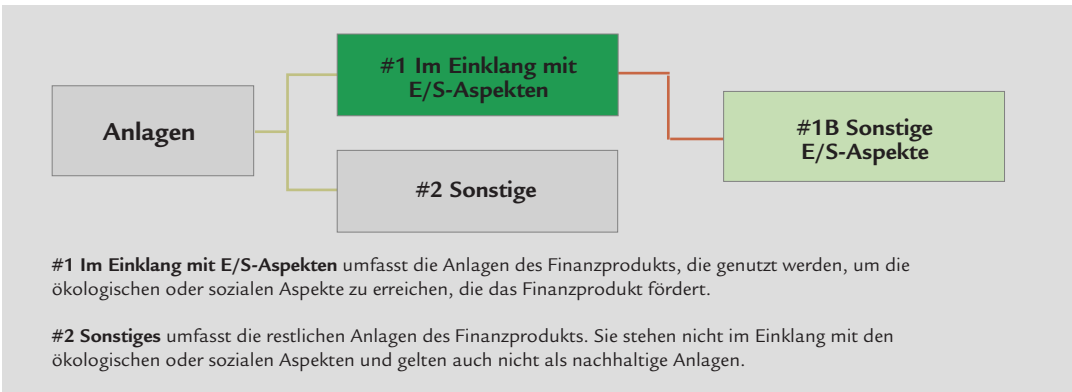 #1 Im Einklang mit
E/S-Aspekten
Anlagen
#1B Sonstige
E/S-Aspekte
#2 Sonstige
#1 Im Einklang mit E/S-Aspekten umfasst die Anlagen des Finanzprodukts, die genutzt werden, um die
ökologischen oder sozialen Aspekte zu erreichen, die das Finanzprodukt fördert.
#2 Sonstiges umfasst die restlichen Anlagen des Finanzprodukts. Sie stehen nicht im Einklang mit den
ökologischen oder sozialen Aspekten und gelten auch nicht als nachhaltige Anlagen.